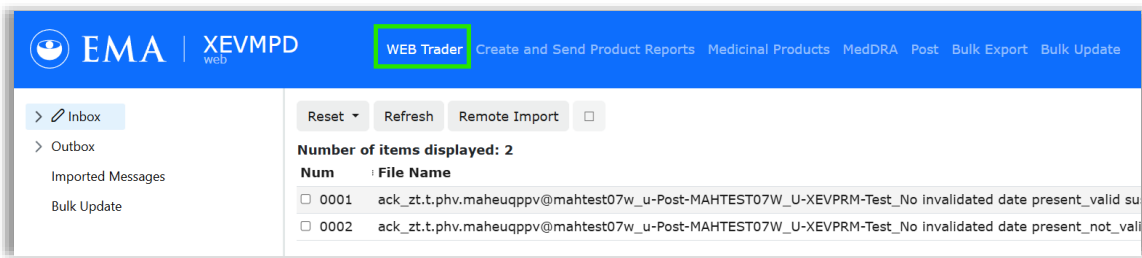 EMA XEVMPD
web
WEB Trader Create and Send Product Reports Medicinal Products MedDRA Post Bulk Export Bulk Update
Inbox
Outbox
Imported Messages
Bulk Update
Reset Refresh Remote Import
Number of items displayed: 2
Num File Name
0001 ack_zt.t.phv.maheuqppv@mahtest07w_u-Post-MAHTEST07W_U-XEVPRM-Test_No invalidated date present_valid su
0002 ack_zt.t.phv.maheuqppv@mahtest07w_u-Post-MAHTEST07W_U-XEVPRM-Test_No invalidated date present_not_vali